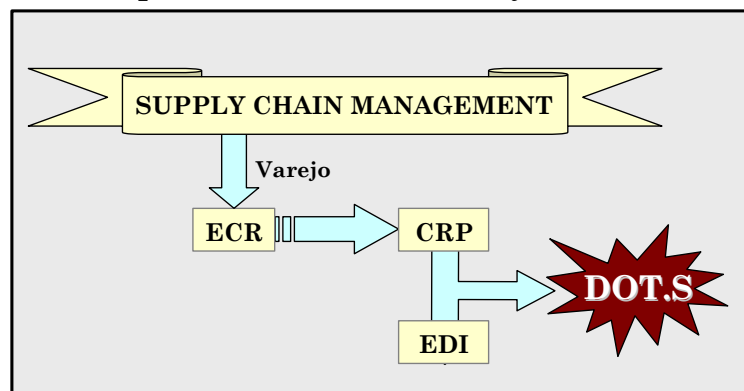 SUPPLY CHAIN MANAGEMENT
Varejo
ECR
CRP
DOT.S
EDI